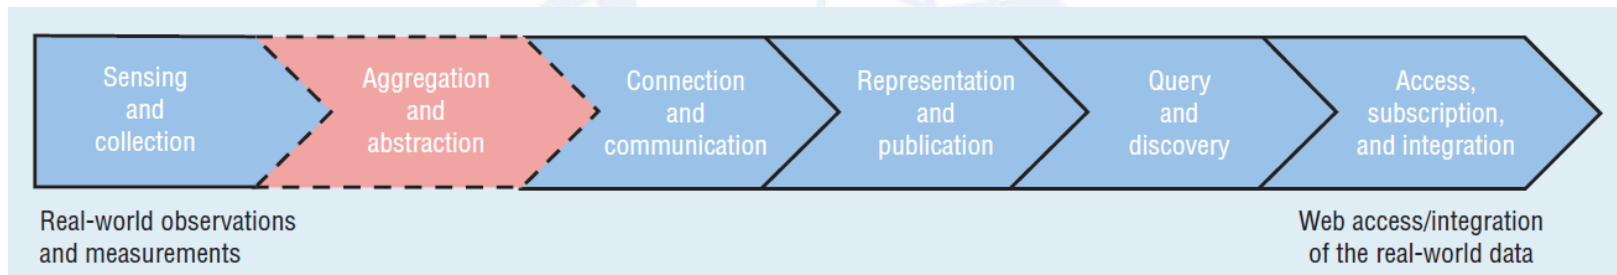 Sensing
and
collection
Aggregation
and
abstraction
Connection
and
communication
Representation
and
publication
Query
and
discovery
Access,
subscription,
and integration
Real-world observations
and measurements
Web access/integration
of the real-world data